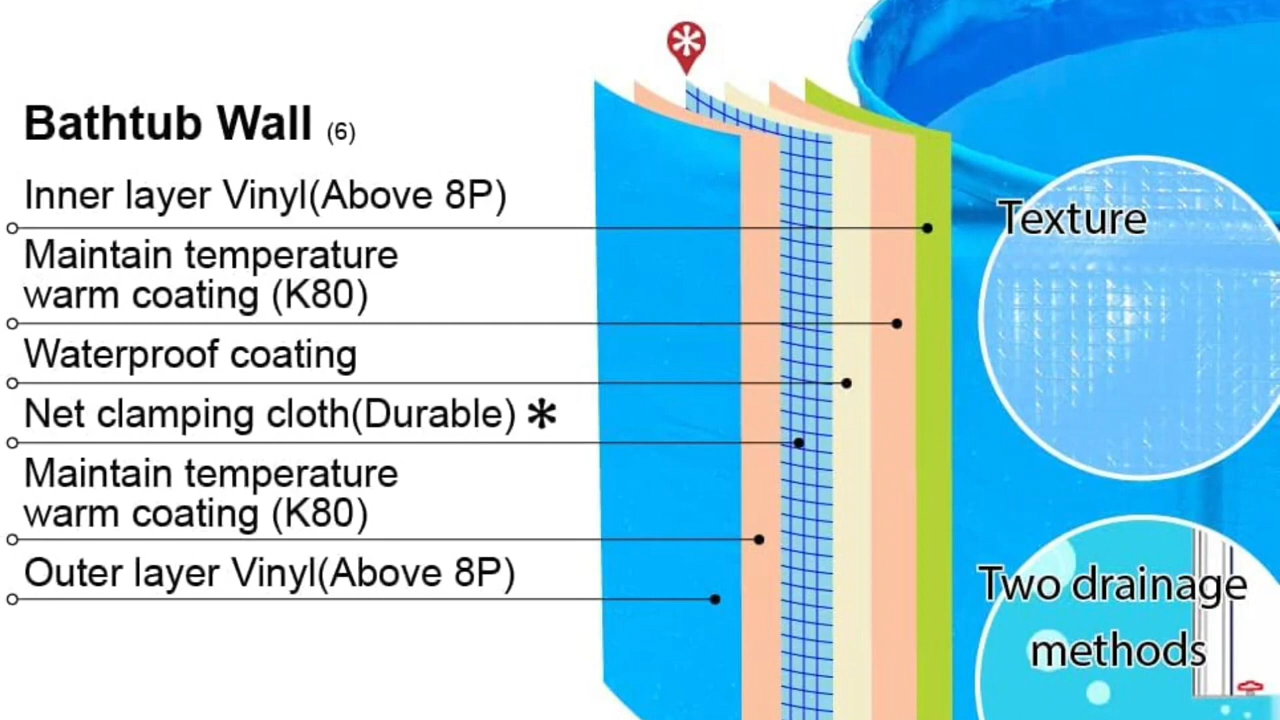 Bathtub Wall (6)
Inner layer Vinyl(Above 8P)
Maintain temperature
warm coating (K80)
Waterproof coating
Net clamping cloth(Durable) *
Maintain temperature
warm coating (K80)
Outer layer Vinyl(Above 8P)
Texture
Two drainage
methods